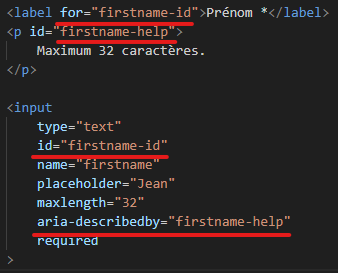 <label for="firstname-id">Prénom *</label>
<p id="firstname-help">
Maximum 32 caractères.
</p>
<input
type="text"
id="firstname-id"
name="firstname"
placeholder="Jean"
maxlength="32"
aria-describedby="firstname-help"
required
>